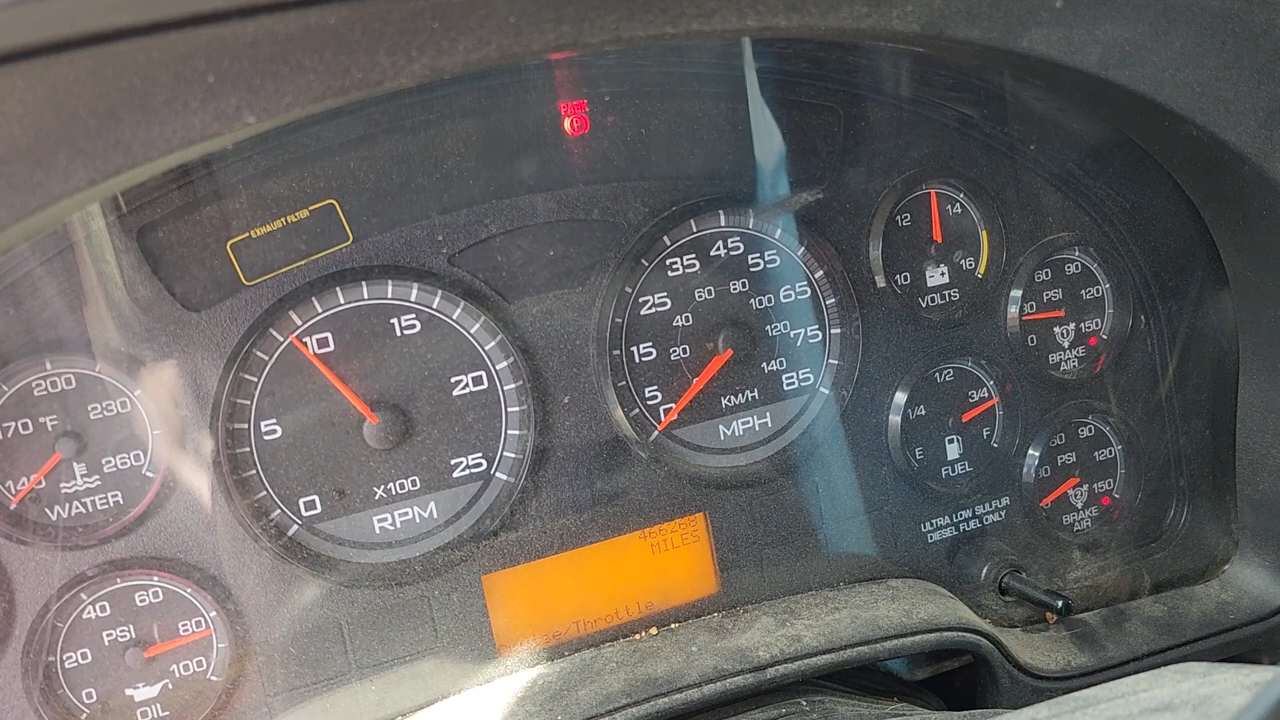 PARK
P
EXHAUST FILTER
200
170 °F
230
140
260
WATER
0
5
10
15
20
25
X100
RPM
0
5
15
25
35
45
55
65
75
85
20
40
60
80
100
120
140
KM/H
MPH
10
12
14
16
VOLTS
0
60
90
120
150
PSI
1
BRAKE
AIR
E
1/4
1/2
3/4
F
FUEL
60
90
120
150
PSI
2
BRAKE
AIR
ULTRA LOW SULFUR
DIESEL FUEL ONLY
MILES
se/Throttle
0
20
40
60
80
100
PSI
OIL